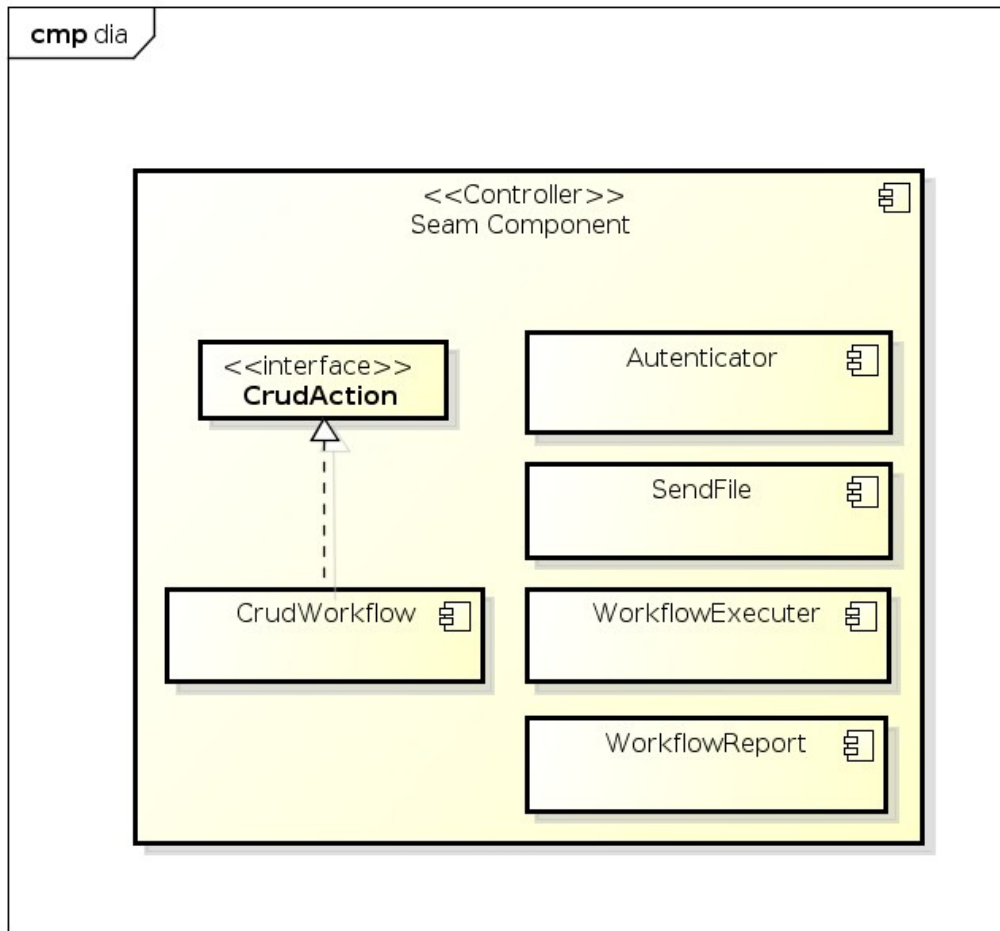 cmp dia
<<Controller>>
Seam Component
<<interface>>
CrudAction
CrudWorkflow
Autenticator
SendFile
WorkflowExecuter
WorkflowReport